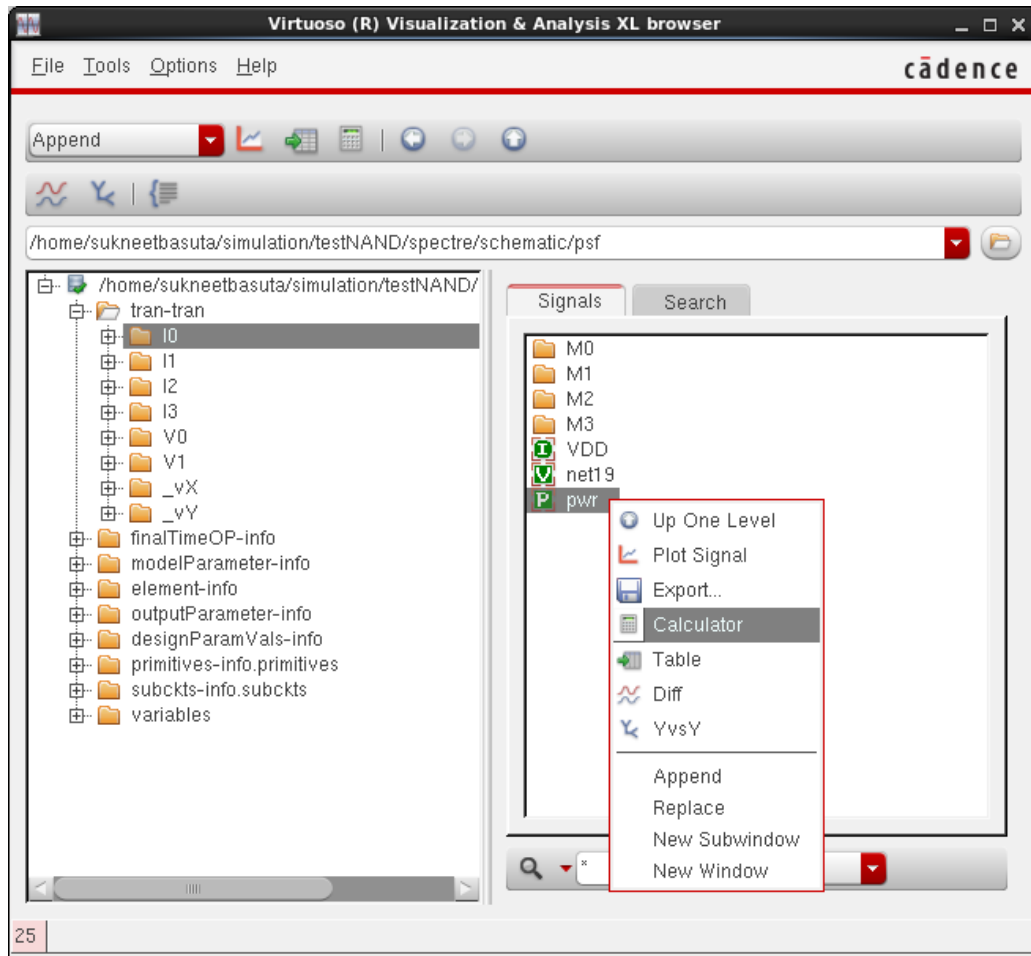 Virtuoso (R) Visualization & Analysis XL browser
File Tools Options Help
cādence
Append
/home/sukneetbasuta/simulation/testNAND/spectre/schematic/psf
/home/sukneetbasuta/simulation/testNAND/
tran-tran
I0
I1
I2
I3
V0
V1
_vX
_vY
finalTimeOP-info
modelParameter-info
element-info
outputParameter-info
designParamVals-info
primitives-info.primitives
subckts-info.subckts
variables
Signals Search
M0
M1
M2
M3
I VDD
V net19
P pwr
Up One Level
Plot Signal
Export...
Calculator
Table
Diff
YvsY
Append
Replace
New Subwindow
New Window
*
25